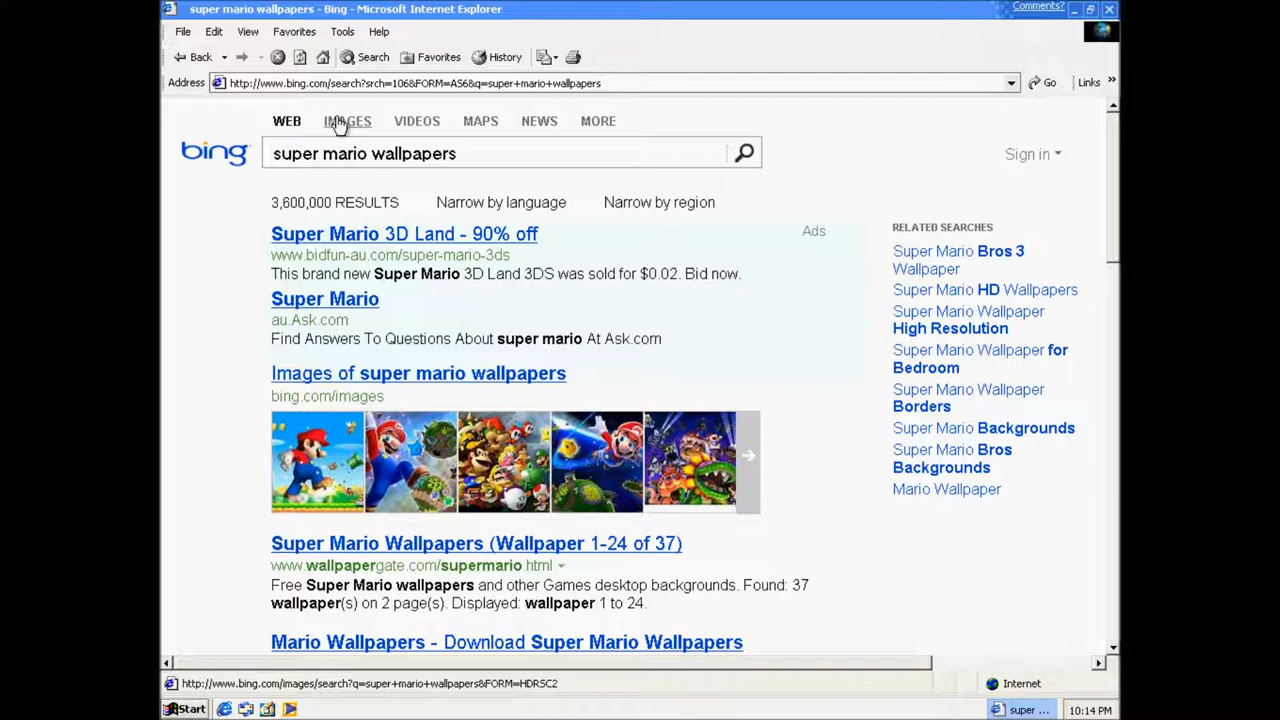 super mario wallpapers - Bing - Microsoft Internet Explorer
Comments?
File Edit View Favorites Tools Help
Back Search Favorites History
Address http://www.bing.com/search?srch=106&FORM=AS6&q=super+mario+wallpapers Go Links »
WEB IMAGES VIDEOS MAPS NEWS MORE
bing super mario wallpapers Sign in
3,600,000 RESULTS Narrow by language Narrow by region
Super Mario 3D Land - 90% off Ads
www.bidfun-au.com/super-mario-3ds
This brand new Super Mario 3D Land 3DS was sold for $0.02. Bid now.
Super Mario
au.Ask.com
Find Answers To Questions About super mario At Ask.com
Images of super mario wallpapers
bing.com/images
Super Mario Wallpapers (Wallpaper 1-24 of 37)
www.wallpapergate.com/supermario.html
Free Super Mario wallpapers and other Games desktop backgrounds. Found: 37
wallpaper(s) on 2 page(s). Displayed: wallpaper 1 to 24.
Mario Wallpapers - Download Super Mario Wallpapers
RELATED SEARCHES
Super Mario Bros 3
Wallpaper
Super Mario HD Wallpapers
Super Mario Wallpaper
High Resolution
Super Mario Wallpaper for
Bedroom
Super Mario Wallpaper
Borders
Super Mario Backgrounds
Super Mario Bros
Backgrounds
Mario Wallpaper
http://www.bing.com/images/search?q=super+mario+wallpapers&FORM=HDRSC2 Internet
Start super ... 10:14 PM